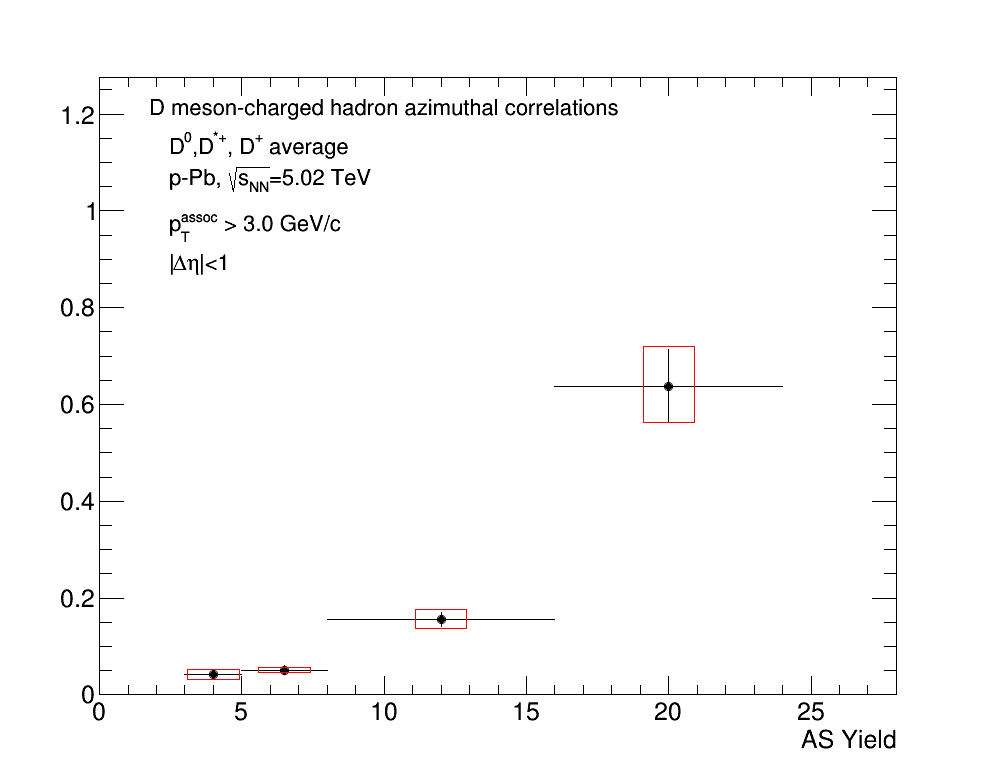 D meson-charged hadron azimuthal correlations
D⁰,D*⁺, D⁺ average
p-Pb, √sNN=5.02 TeV
pTassoc > 3.0 GeV/c
|Δη|<1
1.2
1
0.8
0.6
0.4
0.2
0
0 5 10 15 20 25
AS Yield